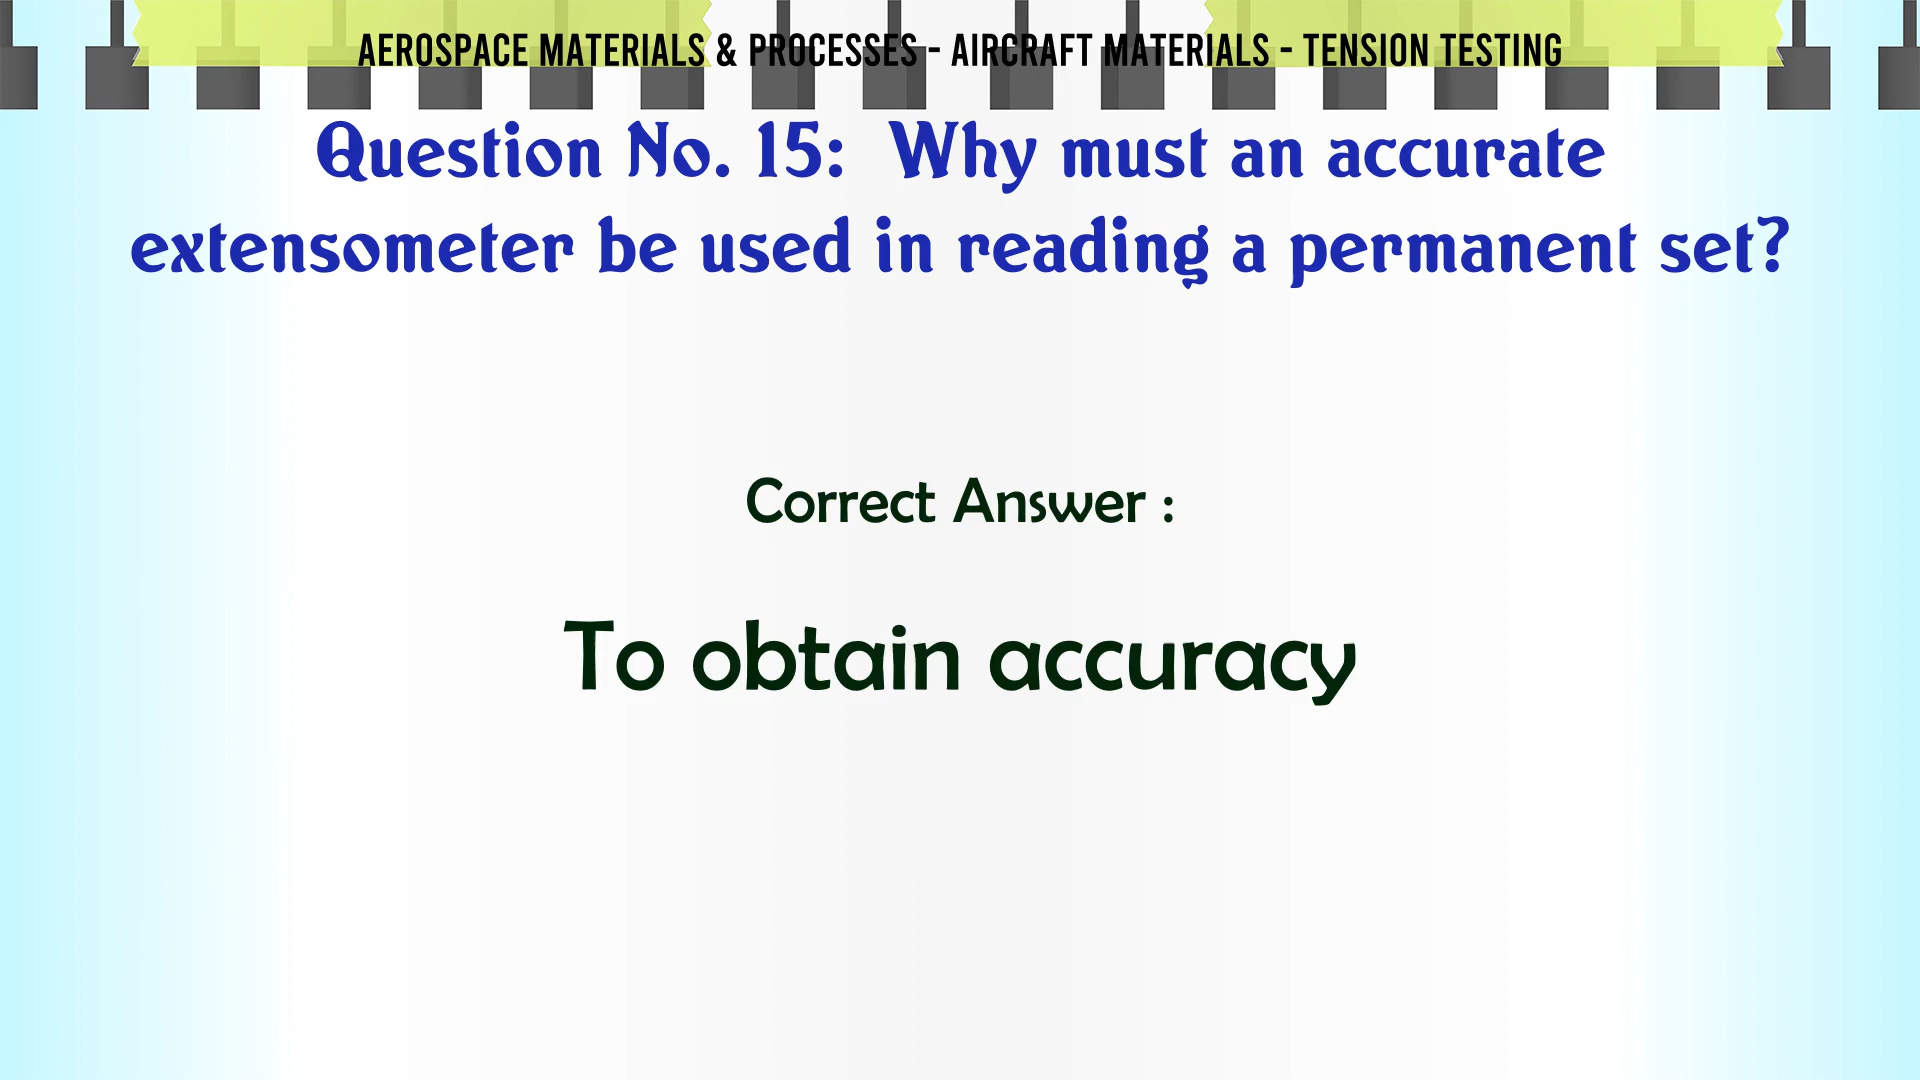 AEROSPACE MATERIALS & PROCESSES - AIRCRAFT MATERIALS - TENSION TESTING
Question No. 15: Why must an accurate
extensometer be used in reading a permanent set?
Correct Answer :
To obtain accuracy